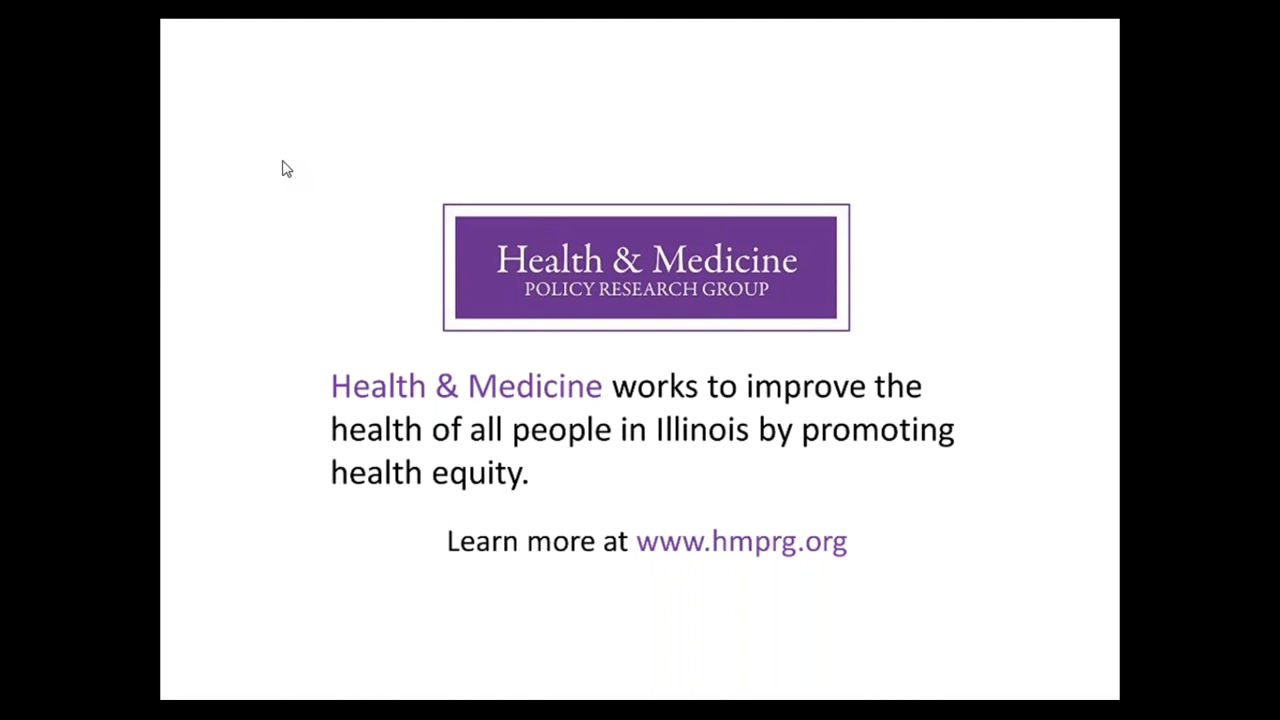 Health & Medicine
POLICY RESEARCH GROUP
Health & Medicine works to improve the
health of all people in Illinois by promoting
health equity.
Learn more at www.hmprg.org